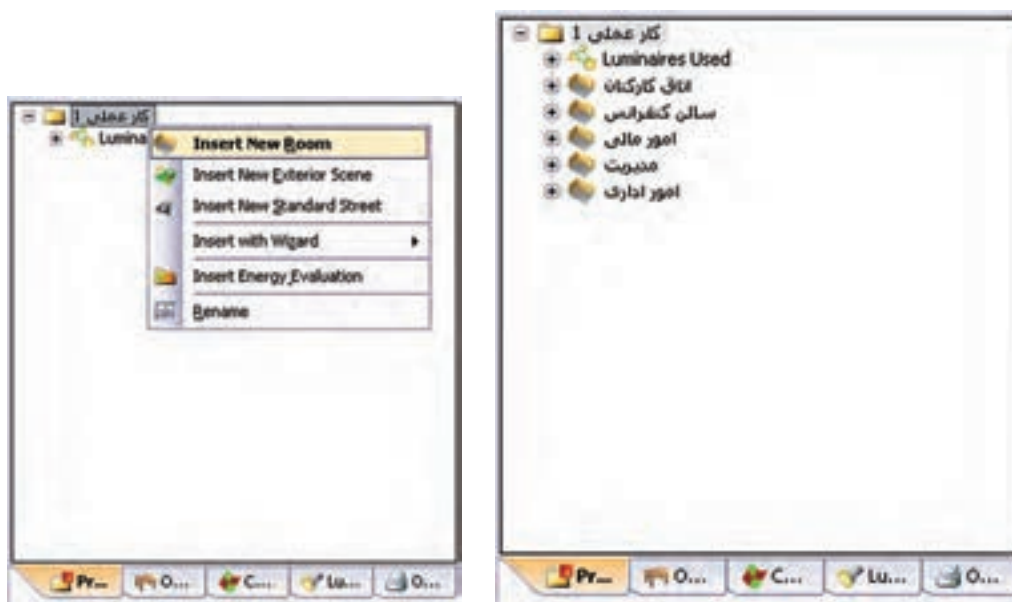 کار عملی 1
Lumina
Insert New Room
Insert New Exterior Scene
Insert New Standard Street
Insert with Wizard
Insert Energy Evaluation
Rename
Pr...
O...
C...
Lu...
O...
کار عملی 1
Luminaires Used
اتاق کارکنان
سالن کنفرانس
امور مالی
مدیریت
امور اداری
Pr...
O...
C...
Lu...
O...